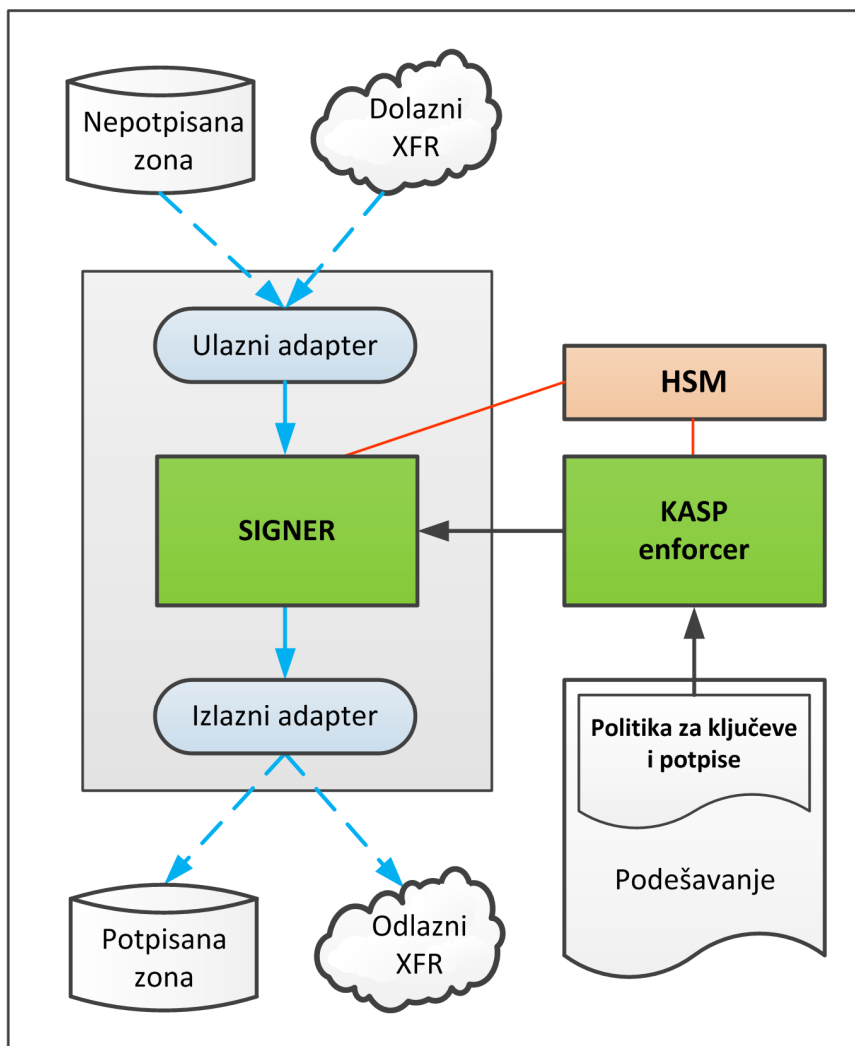 Nepotpisana
zona
Dolazni
XFR
Ulazni adapter
HSM
SIGNER
KASP
enforcer
Izlazni adapter
Politika za ključeve
i potpise
Podešavanje
Potpisana
zona
Odlazni
XFR